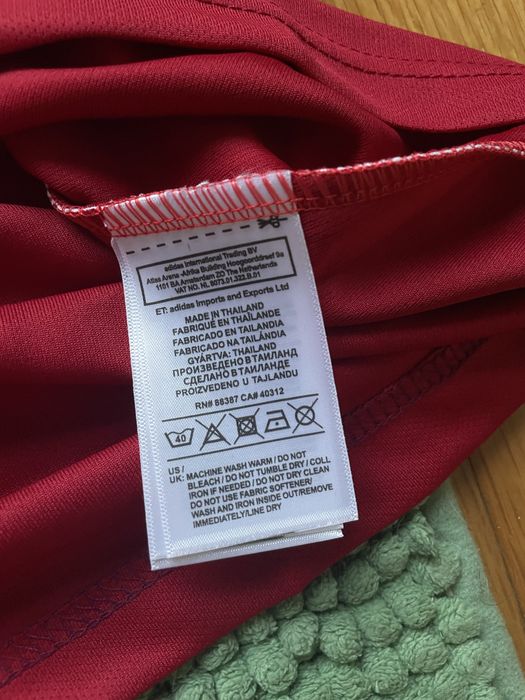 adidas International Trading BV
Atlas Arena -Afrika Building Hoogoorddreef 9a
1101 BA Amsterdam ZO The Netherlands
VAT NO. NL 8073.01.322.B.01
ET: adidas Imports and Exports Ltd
MADE IN THAILAND
FABRIQUÉ EN THAÏLANDE
FABRICADO EN TAILANDIA
FABRICADO NA TAILÂNDIA
GYÁRTVA: THAILAND
ПРОИЗВЕДЕНО В ТАИЛАНД
СДЕЛАНО В ТАИЛАНДЕ
PROIZVEDENO U TAJLANDU
RN# 88387 CA# 40312
40
US /
UK: MACHINE WASH WARM / DO NOT
BLEACH / DO NOT TUMBLE DRY / COLL
IRON IF NEEDED / DO NOT DRY CLEAN
DO NOT USE FABRIC SOFTENER/
WASH AND IRON INSIDE OUT/REMOVE
IMMEDIATELY/LINE DRY